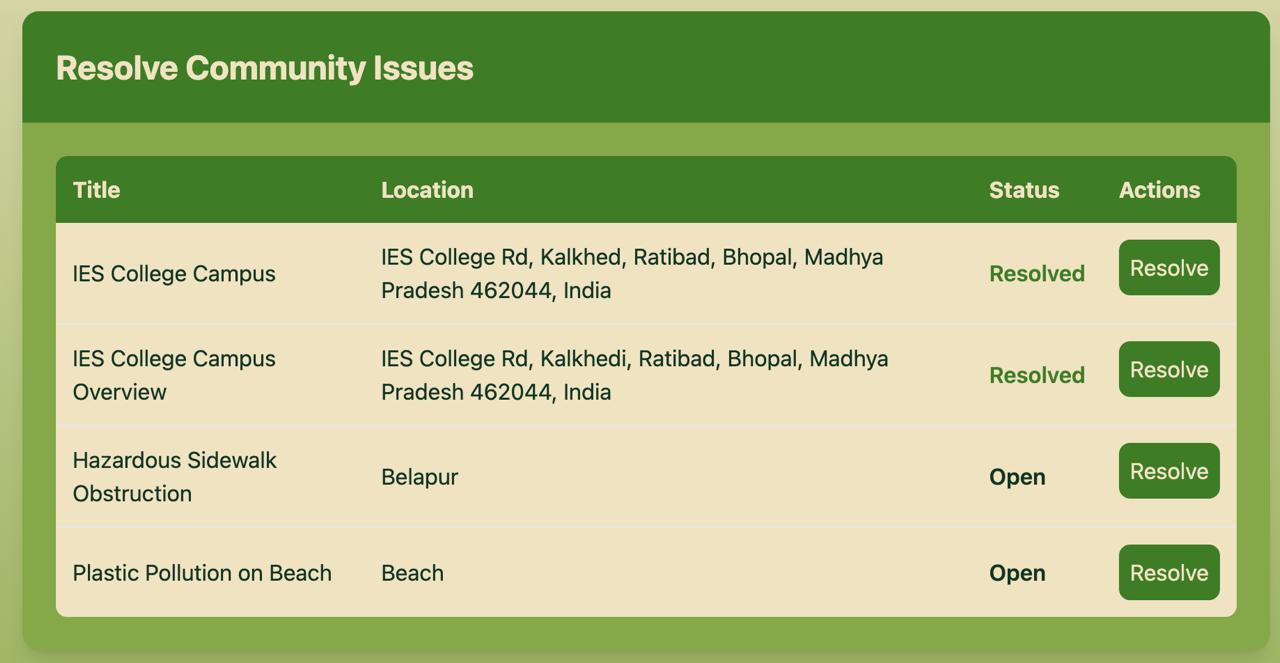 Resolve Community Issues
Title Location Status Actions
IES College Campus
IES College Rd, Kalkhed, Ratibad, Bhopal, Madhya
Pradesh 462044, India
Resolved
Resolve
IES College Campus
Overview
IES College Rd, Kalkhedi, Ratibad, Bhopal, Madhya
Pradesh 462044, India
Resolved
Resolve
Hazardous Sidewalk
Obstruction
Belapur
Open
Resolve
Plastic Pollution on Beach
Beach
Open
Resolve